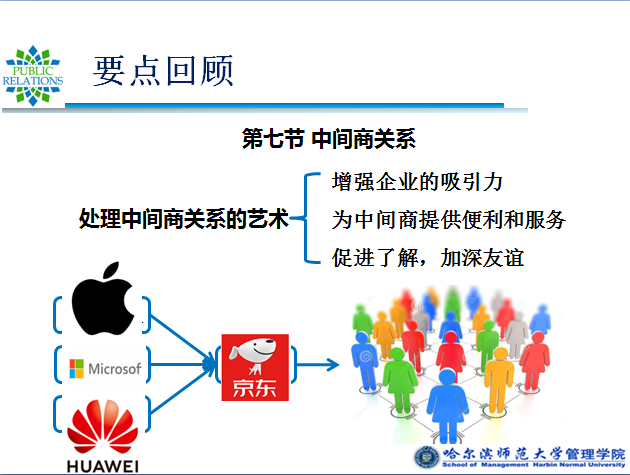 PUBLIC
RELATIONS
要点回顾
第七节 中间商关系
处理中间商关系的艺术
增强企业的吸引力
为中间商提供便利和服务
促进了解，加深友谊
Microsof
京东
HUAWEI
哈尔滨师范大学管理学院
School of Management Harbin Normal University